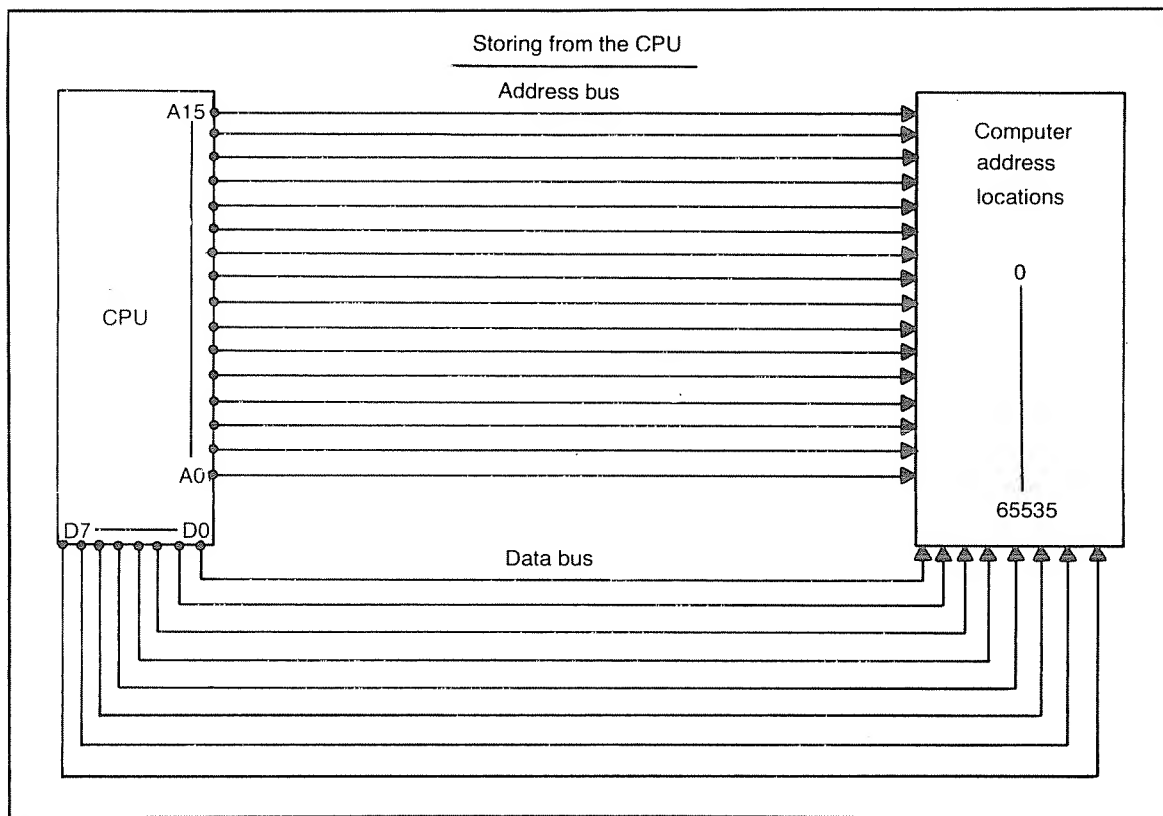 Storing from the CPU
Address bus
A15
Computer
address
locations
0
CPU
A0
65535
D7 D0
Data bus